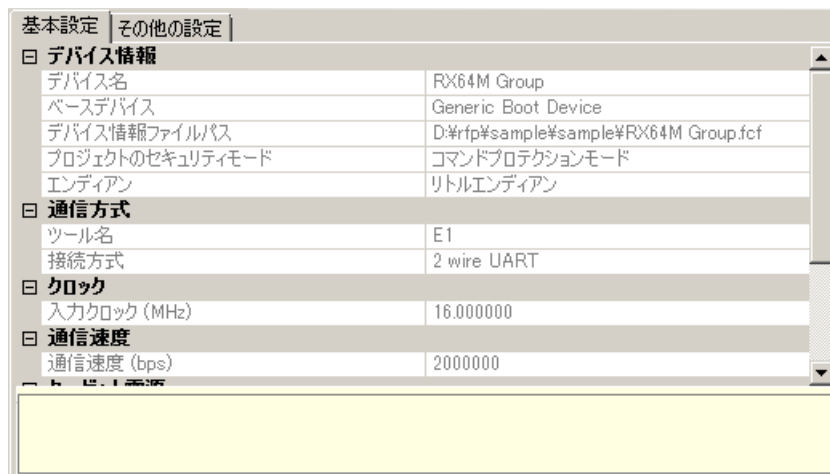 基本設定 その他の設定
デバイス情報
デバイス名 RX64M Group
ベースデバイス Generic Boot Device
デバイス情報ファイルパス D:¥rfp¥sample¥sample¥RX64M Group.fcf
プロジェクトのセキュリティモード コマンドプロテクションモード
エンディアン リトルエンディアン
通信方式
ツール名 E1
接続方式 2 wire UART
クロック
入力クロック (MHz) 16.000000
通信速度
通信速度 (bps) 2000000